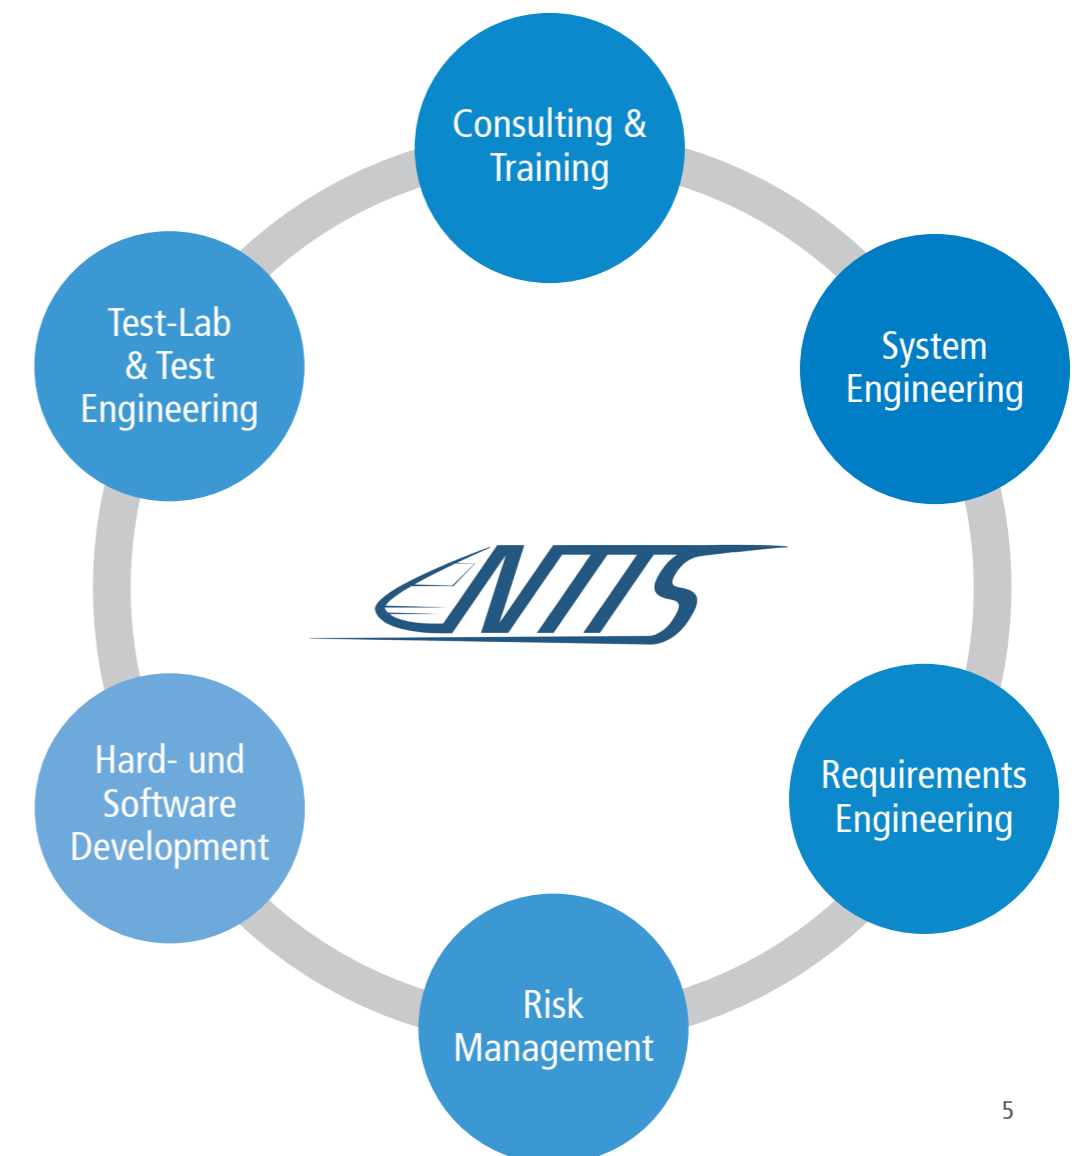 Consulting &
Training
System
Engineering
Requirements
Engineering
Risk
Management
Hard- und
Software
Development
Test-Lab
& Test
Engineering
NTTS
5